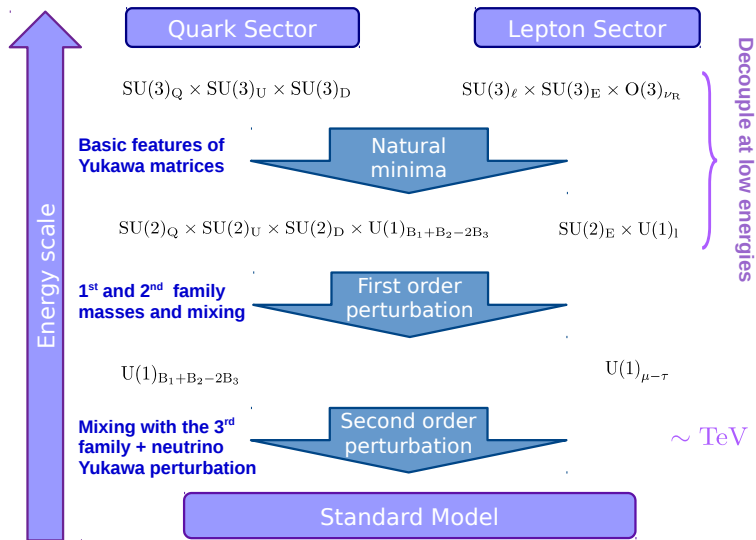 Quark Sector
Lepton Sector
SU(3)_Q × SU(3)_U × SU(3)_D
SU(3)_ℓ × SU(3)_E × O(3)_{ν_R}
Basic features of
Yukawa matrices
Natural
minima
SU(2)_Q × SU(2)_U × SU(2)_D × U(1)_{B_1+B_2−2B_3}
SU(2)_E × U(1)_l
1st and 2nd family
masses and mixing
First order
perturbation
U(1)_{B_1+B_2−2B_3}
U(1)_{μ−τ}
Mixing with the 3rd
family + neutrino
Yukawa perturbation
Second order
perturbation
∼ TeV
Standard Model
Energy scale
Decouple at low energies